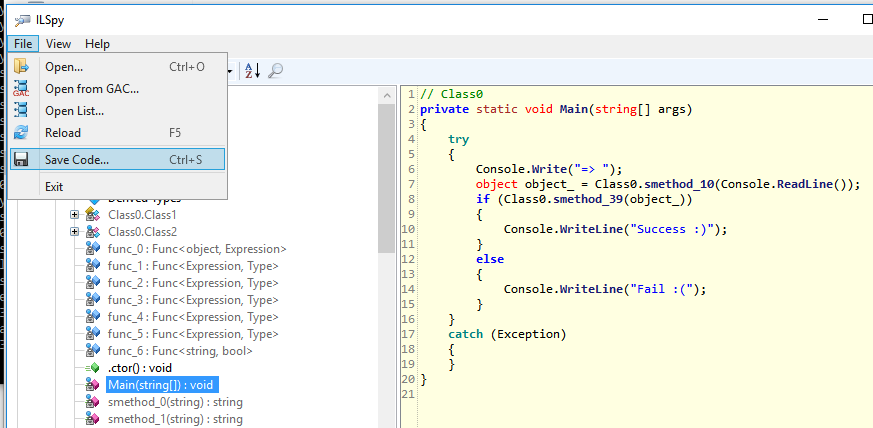 ILSpy
File View Help
Open... Ctrl+O
Open from GAC...
Open List...
Reload F5
Save Code... Ctrl+S
Exit
Class0.Class1
Class0.Class2
func_0 : Func<object, Expression>
func_1 : Func<Expression, Type>
func_2 : Func<Expression, Type>
func_3 : Func<Expression, Type>
func_4 : Func<Expression, Type>
func_5 : Func<Expression, Type>
func_6 : Func<string, bool>
.ctor() : void
Main(string[]) : void
smethod_0(string) : string
smethod_1(string) : string
1 // Class0
2 private static void Main(string[] args)
3 {
4 try
5 {
6 Console.Write("=> ");
7 object object_ = Class0.smethod_10(Console.ReadLine());
8 if (Class0.smethod_39(object_))
9 {
10 Console.WriteLine("Success :)");
11 }
12 else
13 {
14 Console.WriteLine("Fail :(");
15 }
16 }
17 catch (Exception)
18 {
19 }
20 }
21